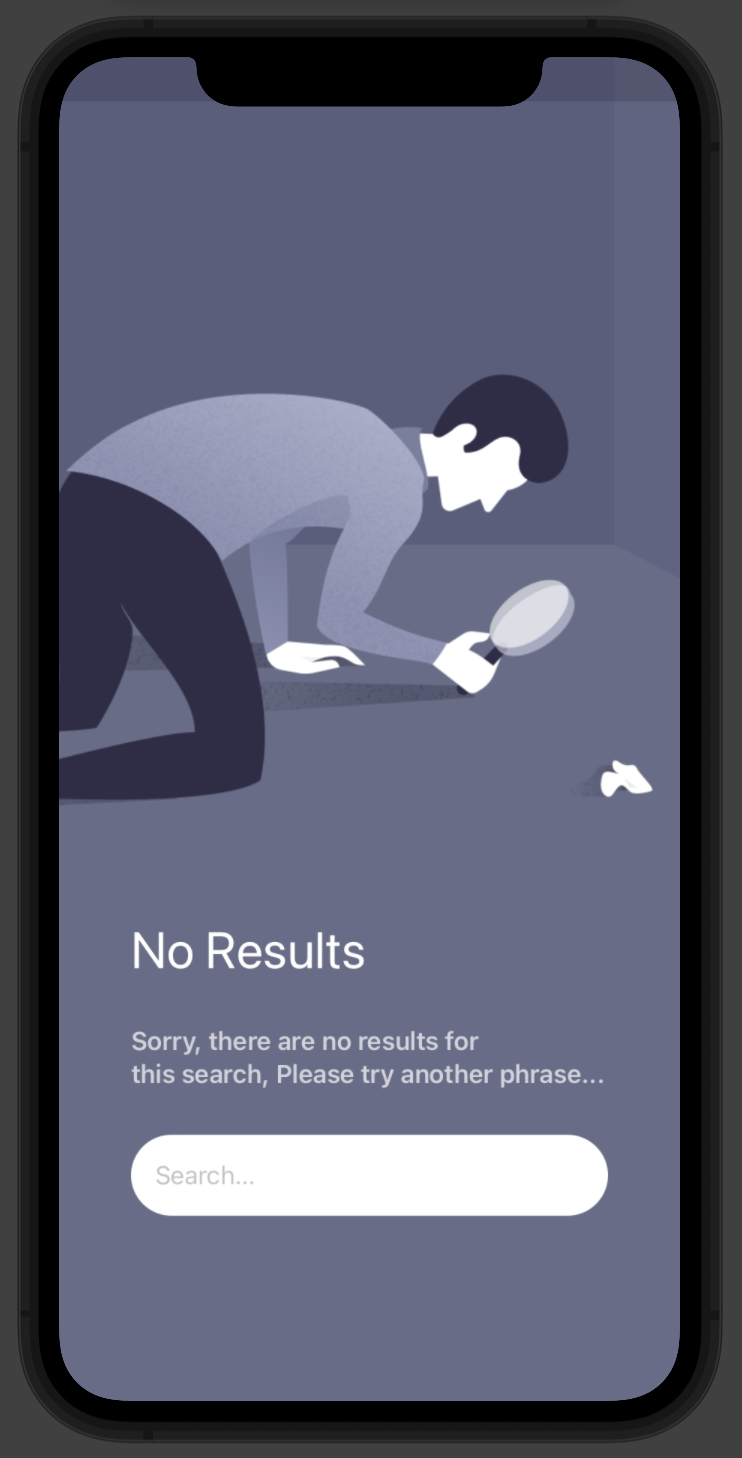 No Results
Sorry, there are no results for
this search, Please try another phrase...
Search...